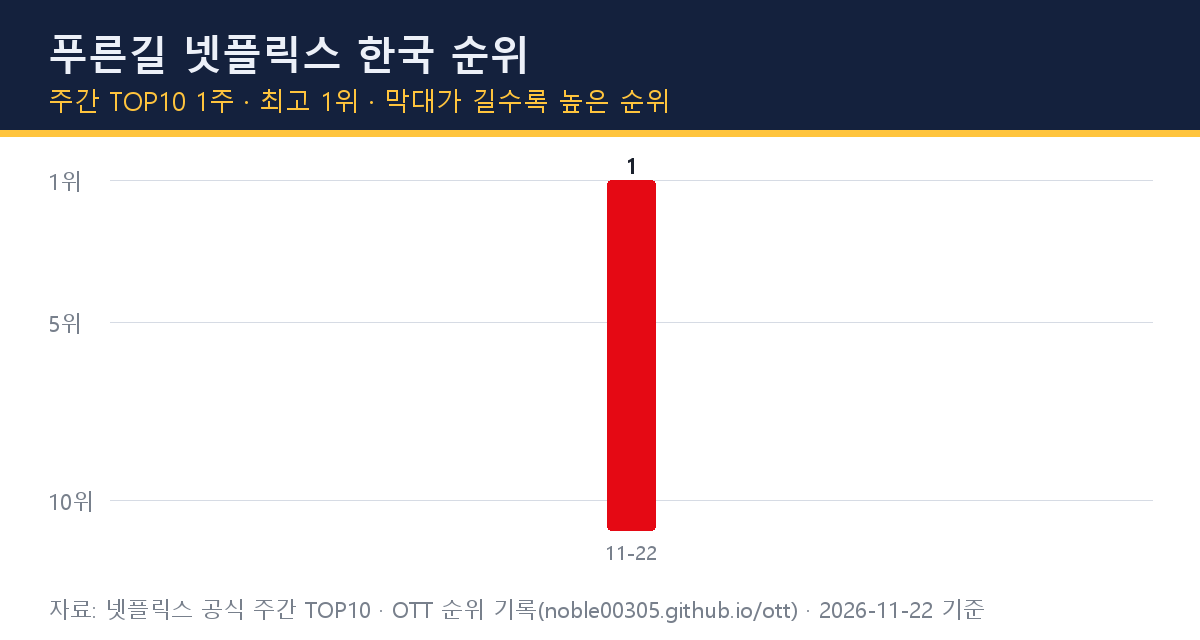 푸른길 넷플릭스 한국 순위
주간 TOP10 1주 · 최고 1위 · 막대가 길수록 높은 순위
1
1위
5위
10위
11-22
자료: 넷플릭스 공식 주간 TOP10 · OTT 순위 기록(noble00305.github.io/ott) · 2026-11-22 기준